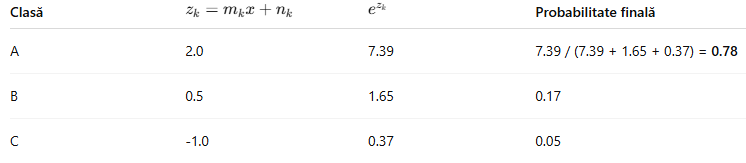 Clasă z_k = m_k x + n_k e^{z_k} Probabilitate finală
A 2.0 7.39 7.39 / (7.39 + 1.65 + 0.37) = 0.78
B 0.5 1.65 0.17
C -1.0 0.37 0.05